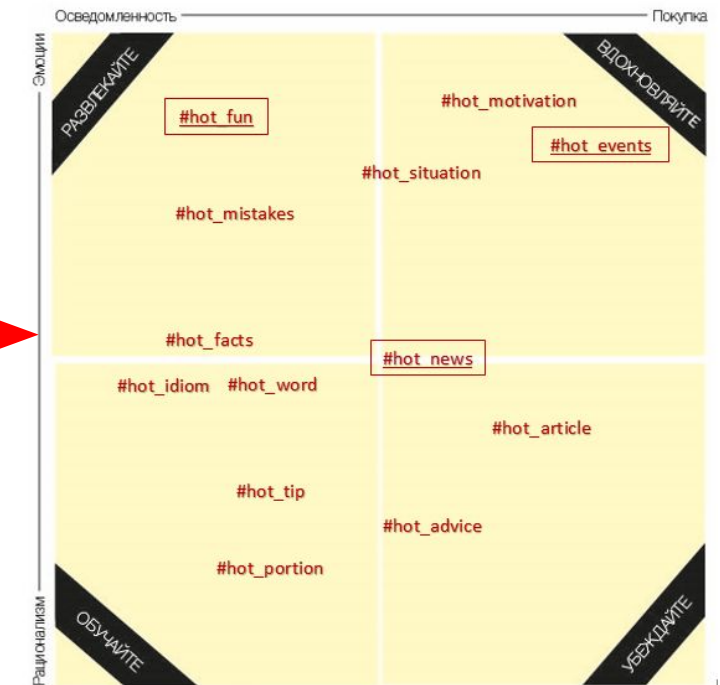 Осведомленность
Покупка
Эмоции
РАЗВЛЕКАЙТЕ
ВДОХНОВЛЯЙТЕ
#hot_motivation
#hot_fun
#hot_events
#hot_situation
#hot_mistakes
#hot_facts
#hot_news
#hot_idiom #hot_word
#hot_article
#hot_tip
#hot_advice
#hot_portion
Рационализм
ОБУЧАЙТЕ
УБЕЖДАЙТЕ